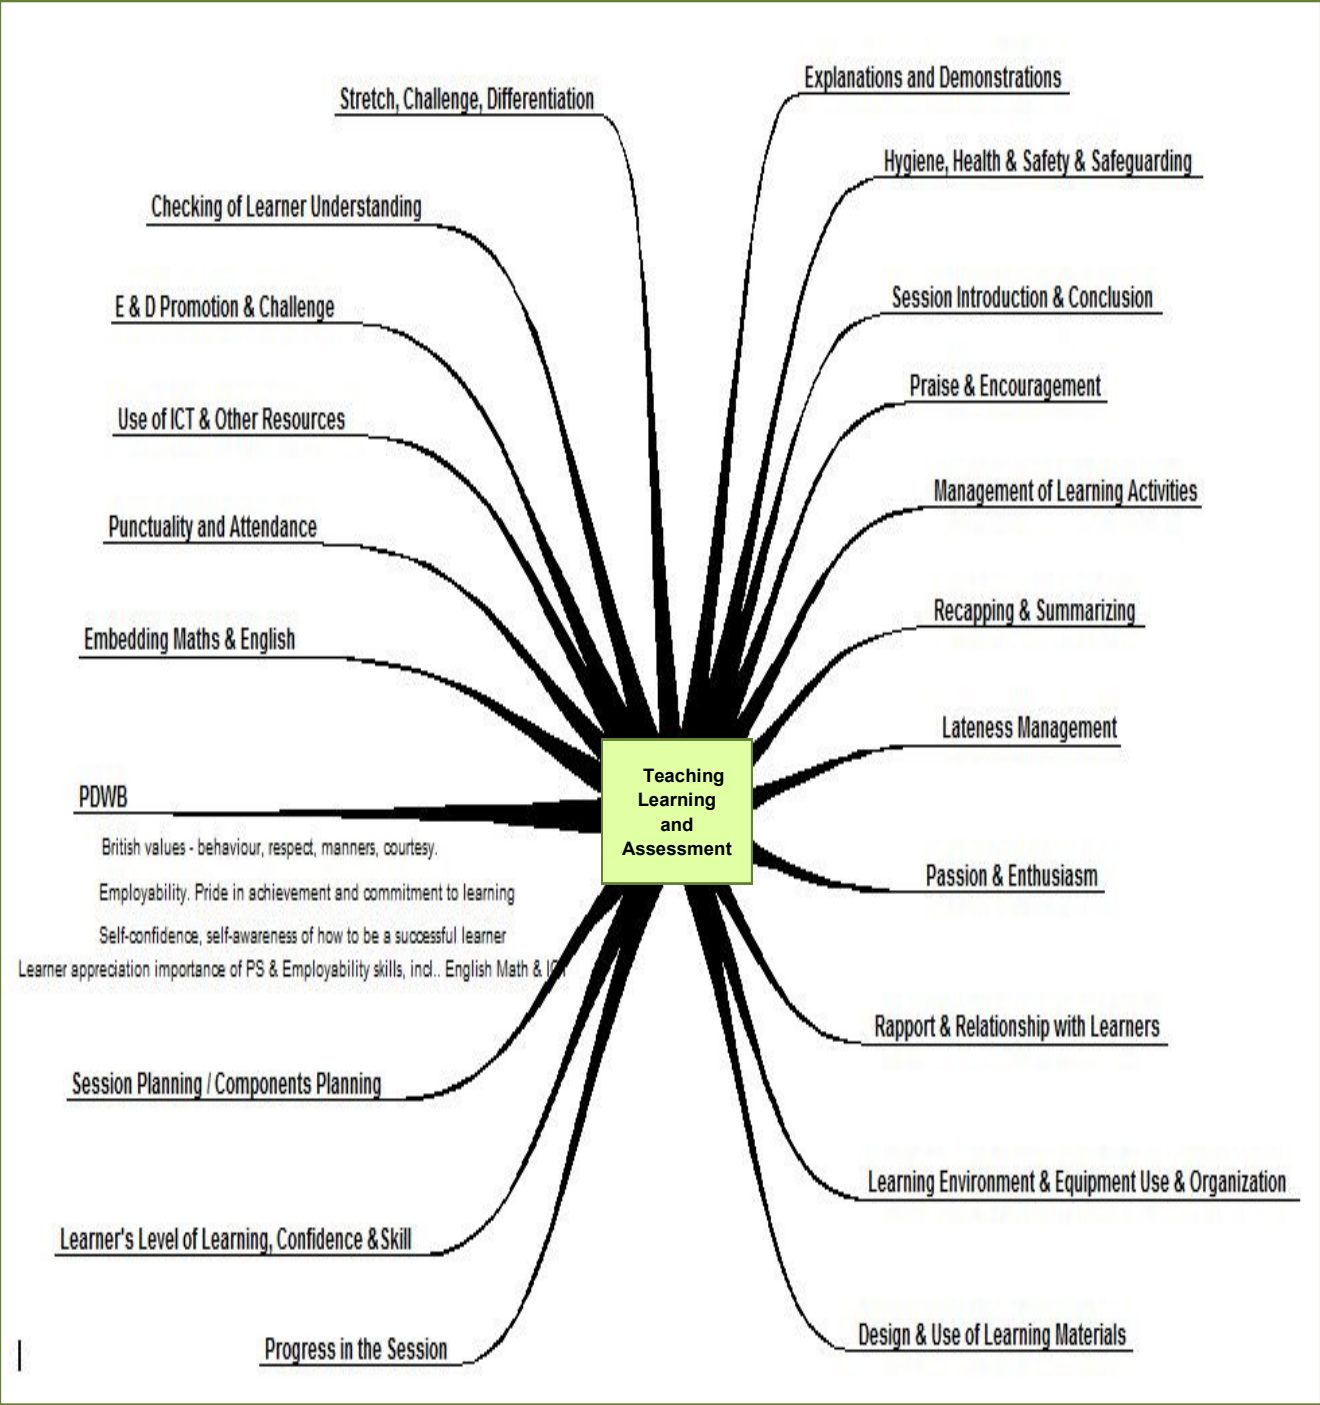 Explanations and Demonstrations
Stretch, Challenge, Differentiation
Hygiene, Health & Safety & Safeguarding
Checking of Learner Understanding
Session Introduction & Conclusion
E & D Promotion & Challenge
Praise & Encouragement
Use of ICT & Other Resources
Management of Learning Activities
Punctuality and Attendance
Recapping & Summarizing
Embedding Maths & English
Lateness Management
Teaching
Learning
and
Assessment
PDWB
British values - behaviour, respect, manners, courtesy.
Employability. Pride in achievement and commitment to learning
Self-confidence, self-awareness of how to be a successful learner
Learner appreciation importance of PS & Employability skills, incl.. English Math & ICT
Passion & Enthusiasm
Rapport & Relationship with Learners
Session Planning / Components Planning
Learning Environment & Equipment Use & Organization
Learner's Level of Learning, Confidence & Skill
Design & Use of Learning Materials
Progress in the Session